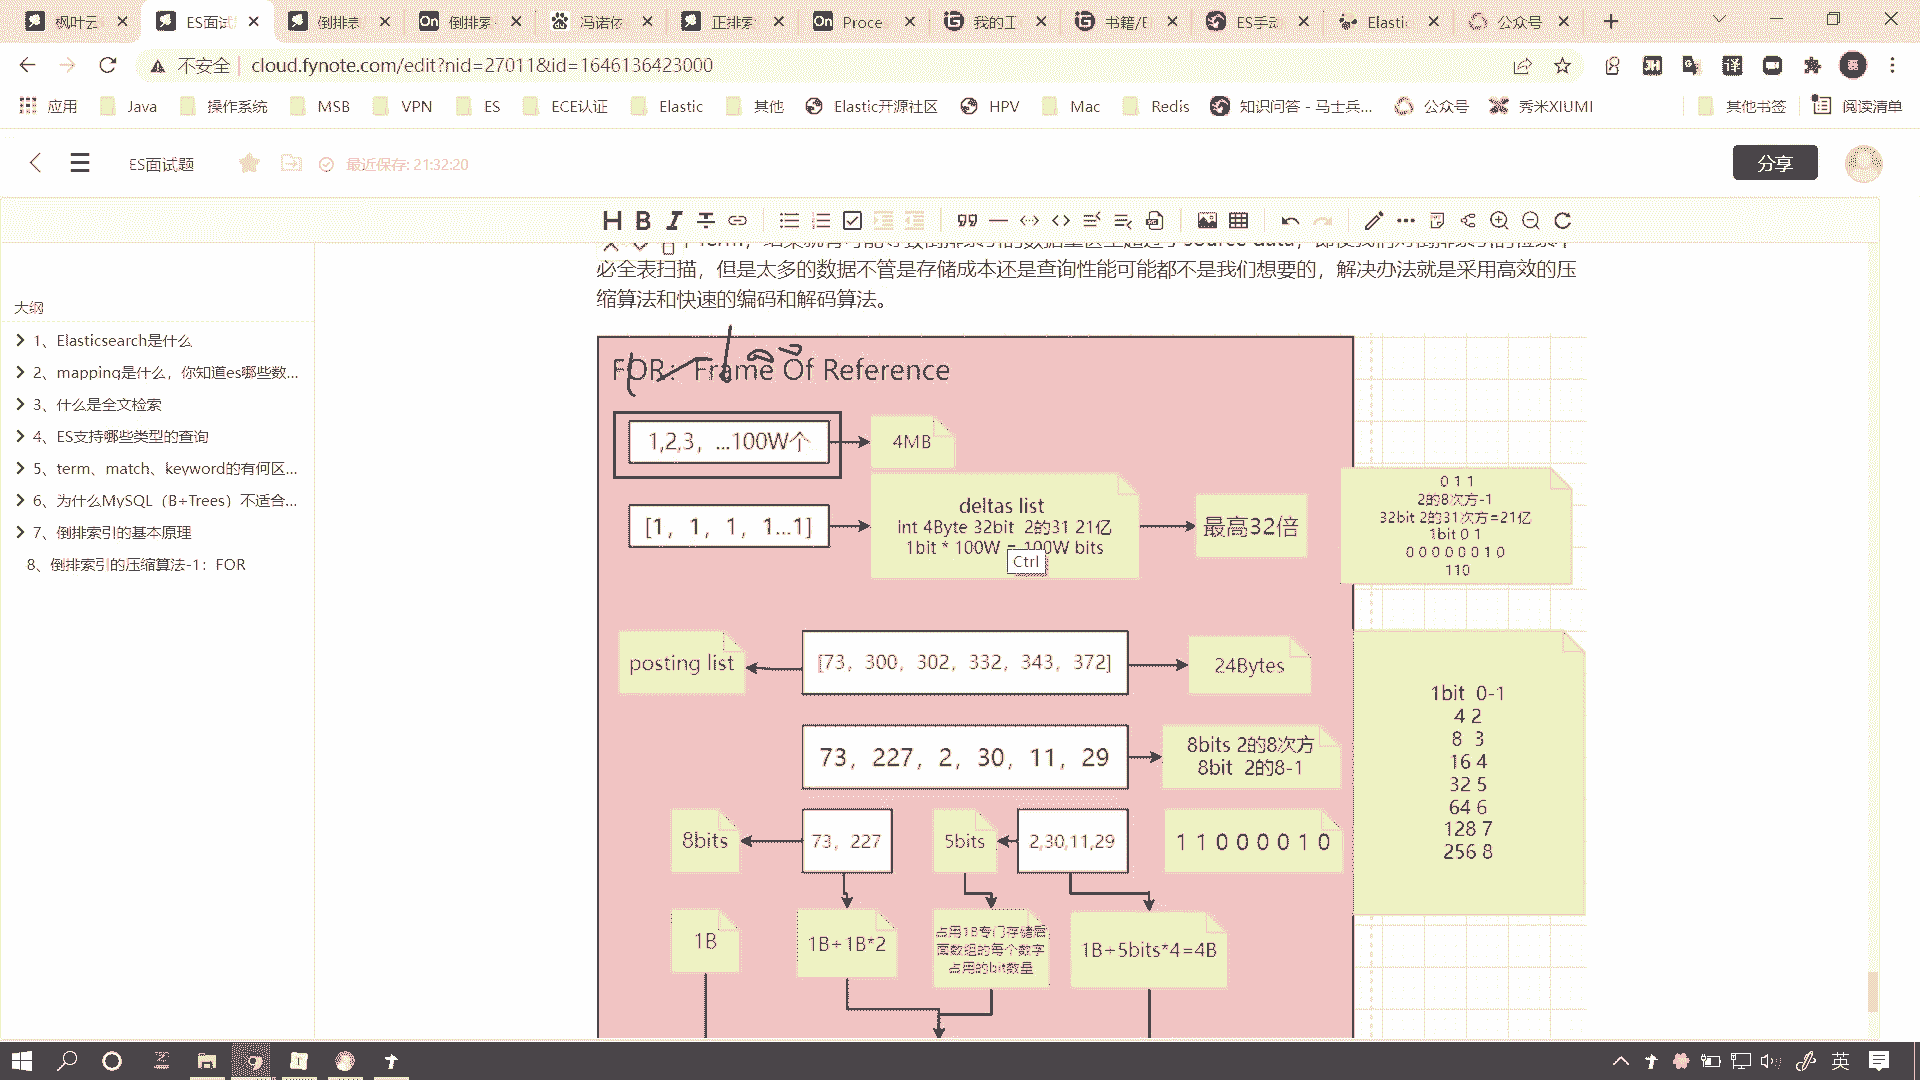 枫叶云
ES面试
倒排表
倒排索
冯诺依
正排索
Proce
我的工
书籍/E
ES手动
Elastic
公众号
不安全 cloud.fynote.com/edit?nid=27011&id=1646136423000
应用 Java 操作系统 MSB VPN ES ECE认证 Elastic 其他 Elastic开源社区 HPV Mac Redis 知识问答 - 马士兵... 公众号 秀米XIUMI 其他书签 阅读清单
ES面试题 最近保存: 21:32:20 分享
必全表扫描，但是太多的数据不管是存储成本还是查询性能可能都不是我们想要的，解决办法就是采用高效的压
缩算法和快速的编码和解码算法。
大纲
1、Elasticsearch是什么
2、mapping是什么，你知道es哪些数...
3、什么是全文检索
4、ES支持哪些类型的查询
5、term、match、keyword的有何区...
6、为什么MySQL（B+Trees）不适合...
7、倒排索引的基本原理
8、倒排索引的压缩算法-1：FOR
FOR：Frame Of Reference
1,2,3，...100W个
4MB
[1，1，1，1...1]
deltas list
int 4Byte 32bit 2的31 21亿
1bit * 100W = 100W bits
Ctrl
最高32倍
0 1 1
2的8次方-1
32bit 2的31次方=21亿
1bit 0 1
0 0 0 0 0 0 1 0
110
posting list
[73，300，302，332，343，372]
24Bytes
73，227，2，30，11，29
8bits 2的8次方
8bit 2的8-1
1bit 0-1
4 2
8 3
16 4
32 5
64 6
128 7
256 8
8bits
73，227
5bits
2,30,11,29
1 1 0 0 0 0 1 0
1B
1B+1B*2
占用1B专门存储后
面数组的每个数字
占用的bit数量
1B+5bits*4=4B
英